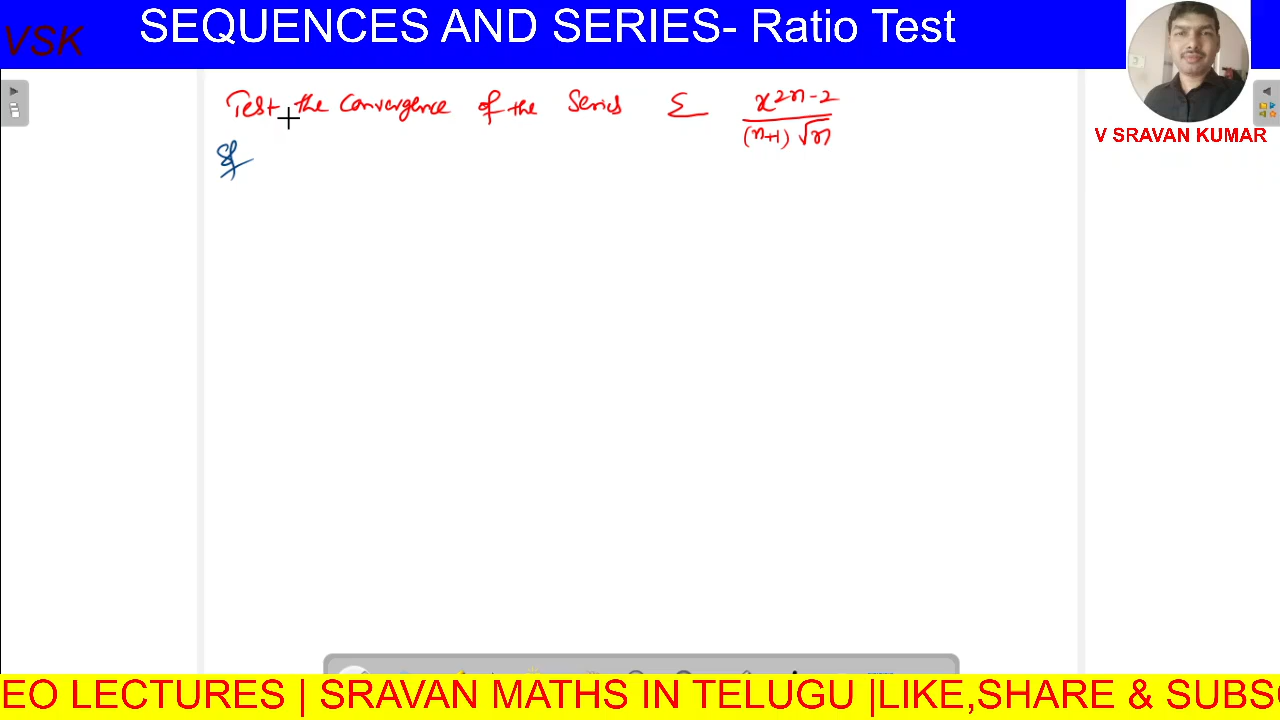 VSK
SEQUENCES AND SERIES- Ratio Test
Test the Convergence of the Series Σ x^{2n-2} / (n+1) √n
Sol
V SRAVAN KUMAR
EO LECTURES | SRAVAN MATHS IN TELUGU |LIKE,SHARE & SUBS